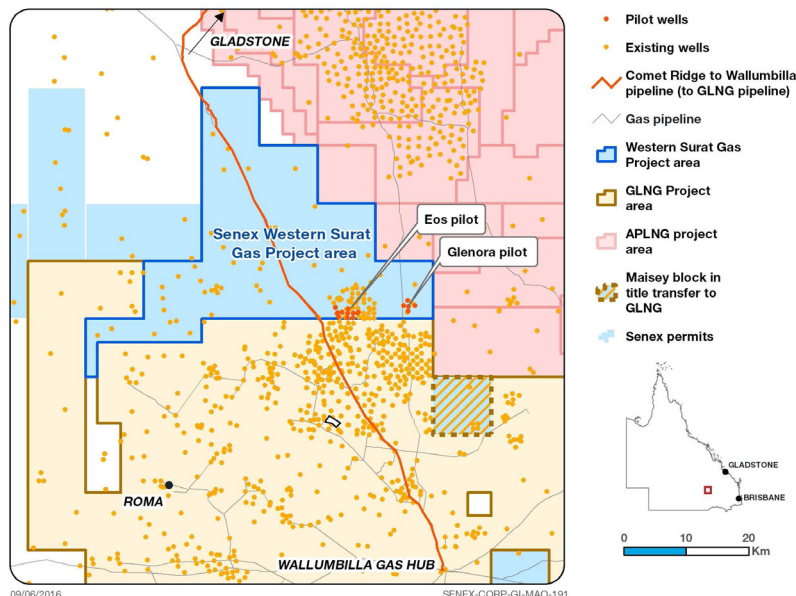 GLADSTONE
Eos pilot
Glenora pilot
Senex Western Surat
Gas Project area
ROMA
WALLUMBILLA GAS HUB
Pilot wells
Existing wells
Comet Ridge to Wallumbilla
pipeline (to GLNG pipeline)
Gas pipeline
Western Surat Gas
Project area
GLNG Project
area
APLNG project
area
Maisey block in
title transfer to
GLNG
Senex permits
GLADSTONE
BRISBANE
0 10 20
Km
09/06/2016
SENEX-CORP-GI-MAO-191